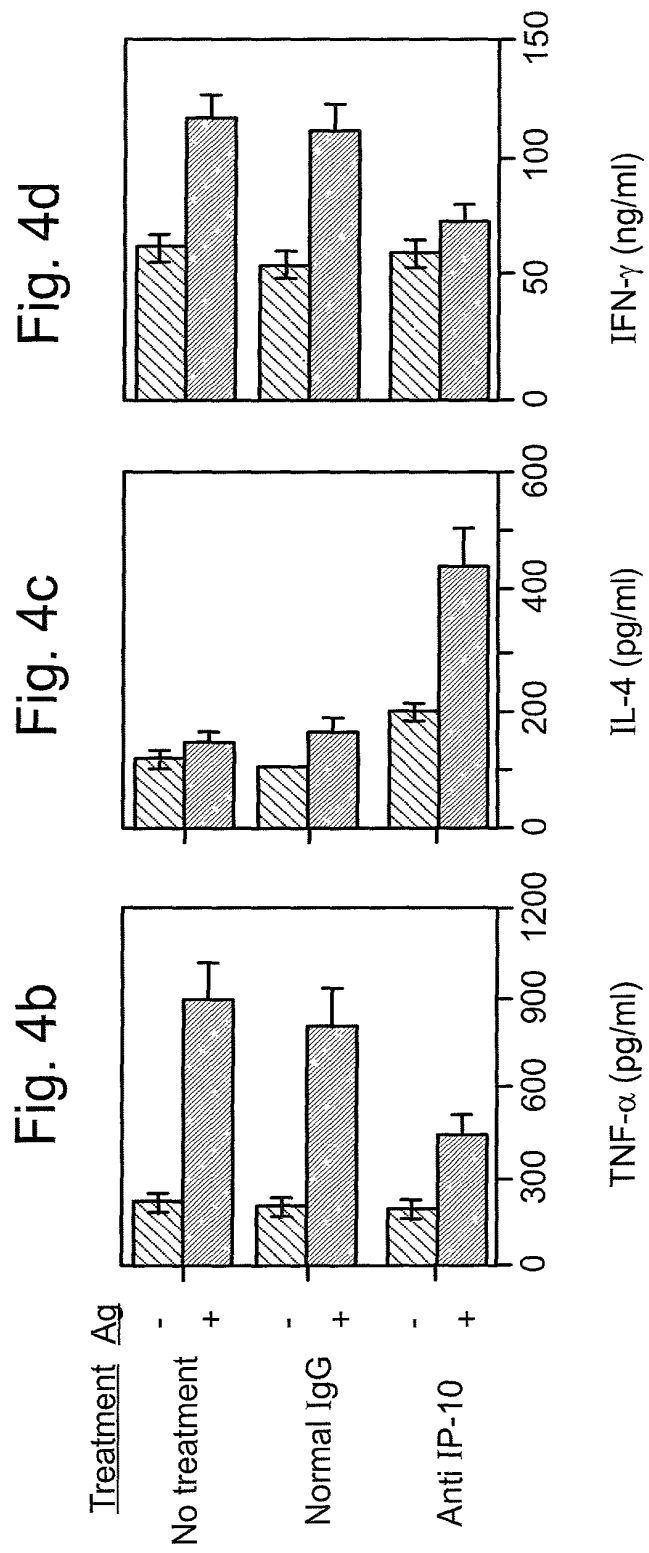 Fig. 4b
Fig. 4c
Fig. 4d
Treatment Ag
No treatment - +
Normal IgG - +
Anti IP-10 - +
0 300 600 900 1200
TNF-α (pg/ml)
0 200 400 600
IL-4 (pg/ml)
0 50 100 150
IFN-γ (ng/ml)